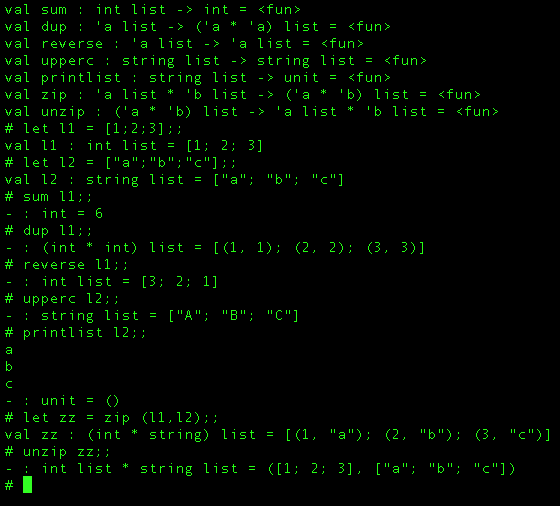 val sum : int list -> int = <fun>
val dup : 'a list -> ('a * 'a) list = <fun>
val reverse : 'a list -> 'a list = <fun>
val upperc : string list -> string list = <fun>
val printlist : string list -> unit = <fun>
val zip : 'a list * 'b list -> ('a * 'b) list = <fun>
val unzip : ('a * 'b) list -> 'a list * 'b list = <fun>
# let l1 = [1;2;3];;
val l1 : int list = [1; 2; 3]
# let l2 = ["a";"b";"c"];;
val l2 : string list = ["a"; "b"; "c"]
# sum l1;;
- : int = 6
# dup l1;;
- : (int * int) list = [(1, 1); (2, 2); (3, 3)]
# reverse l1;;
- : int list = [3; 2; 1]
# upperc l2;;
- : string list = ["A"; "B"; "C"]
# printlist l2;;
a
b
c
- : unit = ()
# let zz = zip (l1,l2);;
val zz : (int * string) list = [(1, "a"); (2, "b"); (3, "c")]
# unzip zz;;
- : int list * string list = ([1; 2; 3], ["a"; "b"; "c"])
#